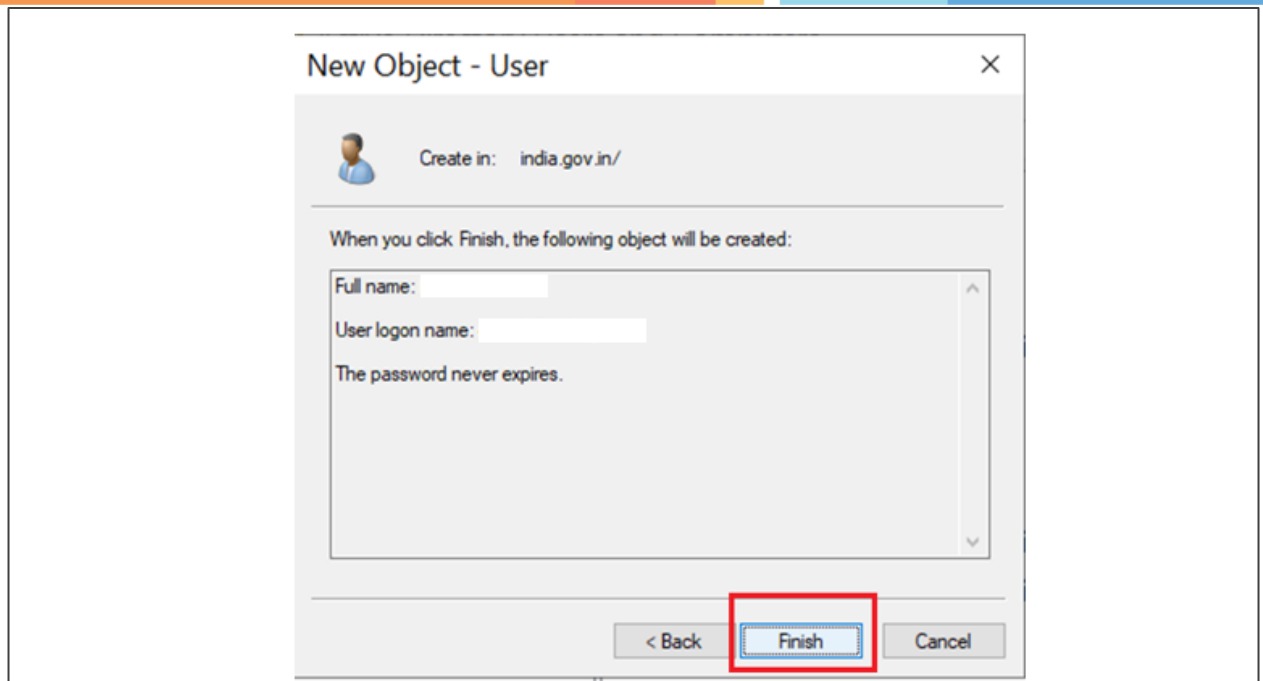 New Object - User
Create in: india.gov.in/
When you click Finish, the following object will be created:
Full name:
User logon name:
The password never expires.
< Back Finish Cancel